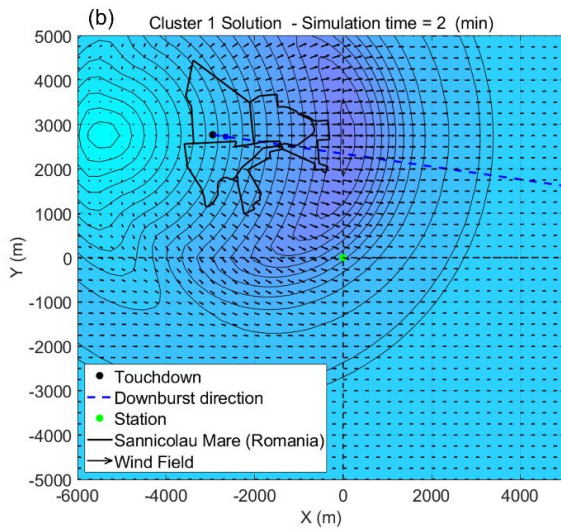 (b)
Cluster 1 Solution - Simulation time = 2 (min)
5000
4000
3000
2000
1000
0
-1000
-2000
-3000
-4000
-5000
Y (m)
Touchdown
Downburst direction
Station
Sannicolau Mare (Romania)
Wind Field
-6000
-4000
-2000
0
2000
4000
X (m)